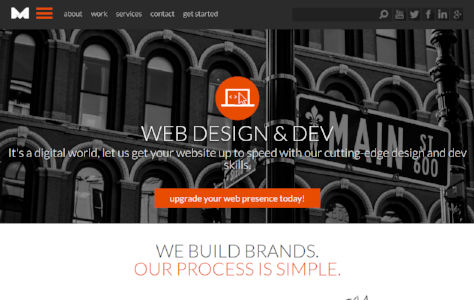 about work services contact get started
WEB DESIGN & DEV
It's a digital world, let us get your website up to speed with our cutting-edge design and dev
skills.
MAIN ST
800
upgrade your web presence today!
WE BUILD BRANDS.
OUR PROCESS IS SIMPLE.